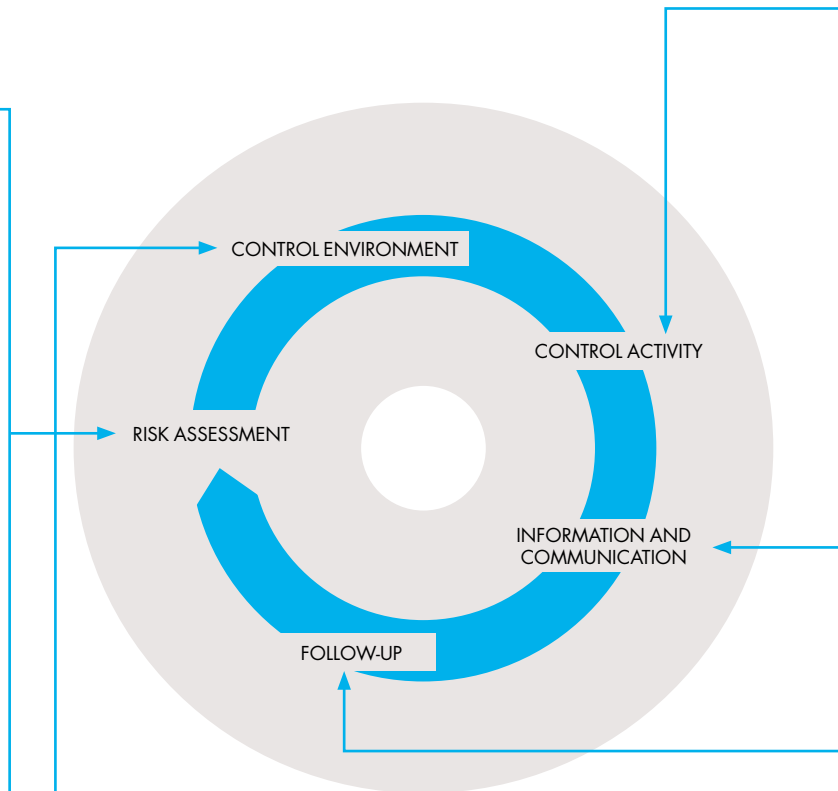 CONTROL ENVIRONMENT
CONTROL ACTIVITY
RISK ASSESSMENT
INFORMATION AND
COMMUNICATION
FOLLOW-UP